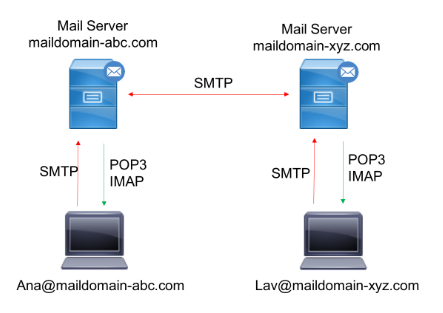 Mail Server
maildomain-abc.com
Mail Server
maildomain-xyz.com
SMTP
SMTP
POP3
IMAP
SMTP
POP3
IMAP
Ana@maildomain-abc.com
Lav@maildomain-xyz.com